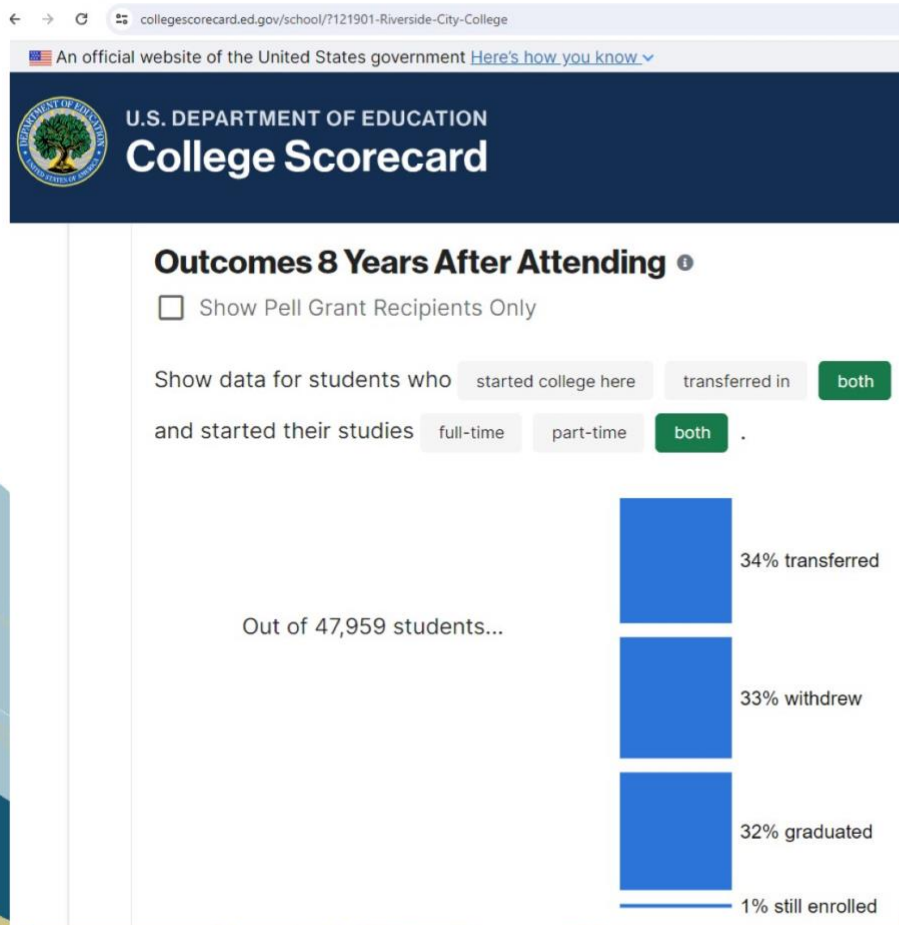 collegescorecard.ed.gov/school/?121901-Riverside-City-College
An official website of the United States government Here's how you know
U.S. DEPARTMENT OF EDUCATION
College Scorecard
Outcomes 8 Years After Attending
Show Pell Grant Recipients Only
Show data for students who started college here transferred in both
and started their studies full-time part-time both .
34% transferred
Out of 47,959 students...
33% withdrew
32% graduated
1% still enrolled